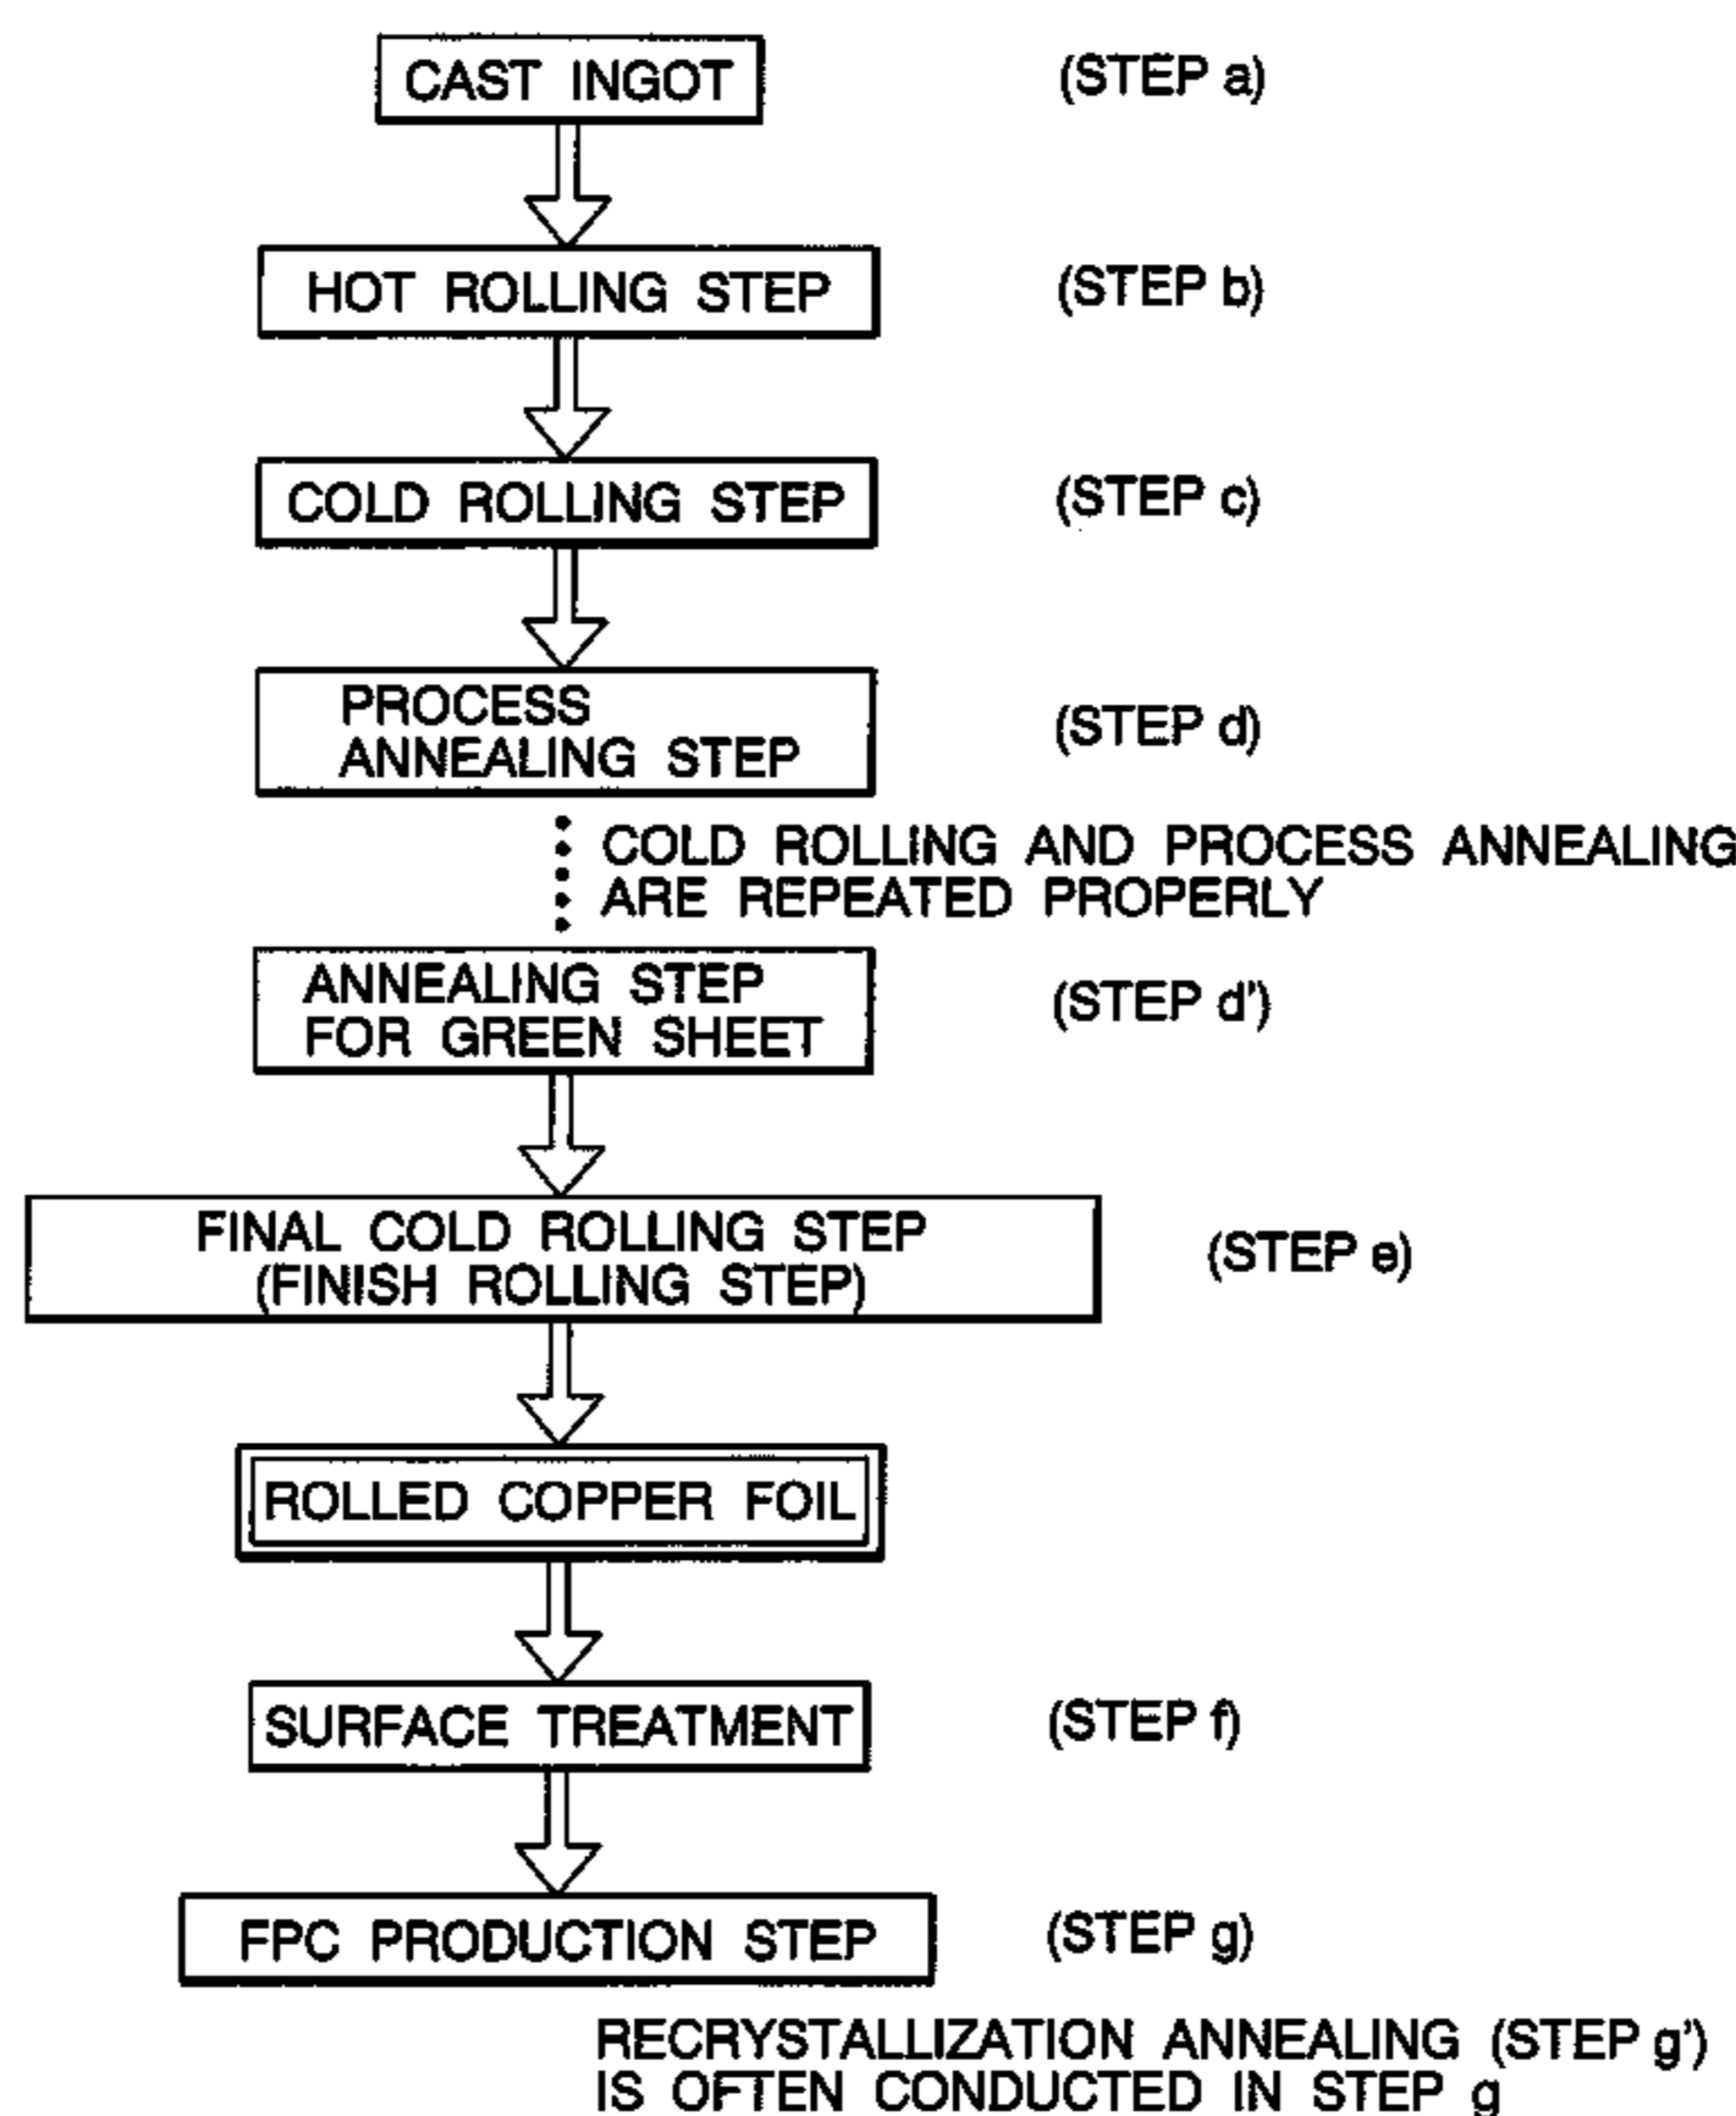 CAST INGOT (STEP a)
HOT ROLLING STEP (STEP b)
COLD ROLLING STEP (STEP c)
PROCESS
ANNEALING STEP (STEP d)
COLD ROLLING AND PROCESS ANNEALING
ARE REPEATED PROPERLY
ANNEALING STEP
FOR GREEN SHEET (STEP d')
FINAL COLD ROLLING STEP
(FINISH ROLLING STEP) (STEP e)
ROLLED COPPER FOIL
SURFACE TREATMENT (STEP f)
FPC PRODUCTION STEP (STEP g)
RECRYSTALLIZATION ANNEALING (STEP g')
IS OFTEN CONDUCTED IN STEP g